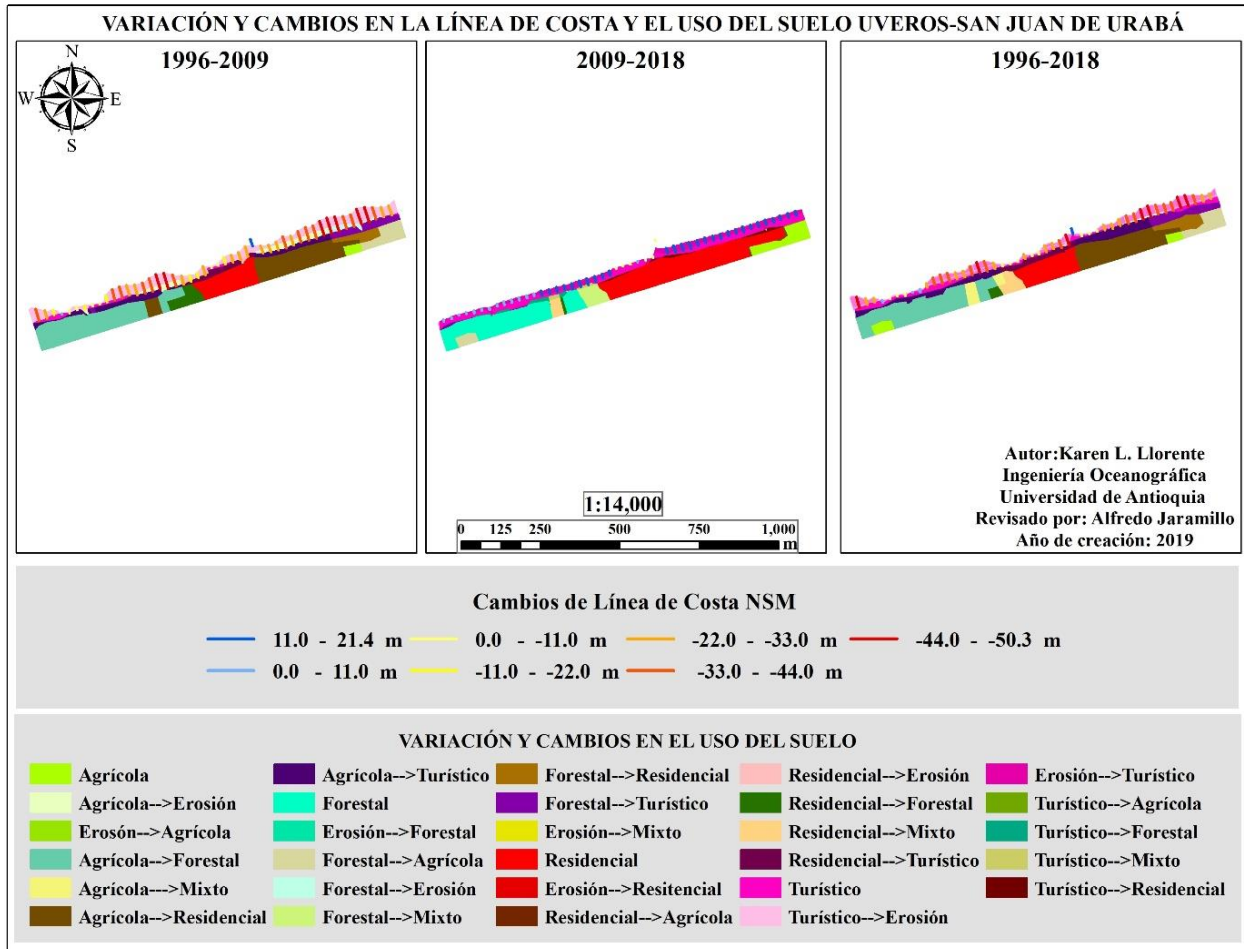 VARIACIÓN Y CAMBIOS EN LA LÍNEA DE COSTA Y EL USO DEL SUELO UVEROS-SAN JUAN DE URABÁ
1996-2009
N
W
E
S
2009-2018
1996-2018
1:14,000
0 125 250 500 750 1,000
m
Autor:Karen L. Llorente
Ingeniería Oceanográfica
Universidad de Antioquia
Revisado por: Alfredo Jaramillo
Año de creación: 2019
Cambios de Línea de Costa NSM
11.0 - 21.4 m
0.0 - -11.0 m
-22.0 - -33.0 m
-44.0 - -50.3 m
0.0 - 11.0 m
-11.0 - -22.0 m
-33.0 - -44.0 m
VARIACIÓN Y CAMBIOS EN EL USO DEL SUELO
Agrícola
Agrícola-->Erosión
Erosón-->Agrícola
Agrícola-->Forestal
Agrícola--->Mixto
Agrícola-->Residencial
Agrícola-->Turístico
Forestal
Erosión-->Forestal
Forestal-->Agrícola
Forestal-->Erosión
Forestal-->Mixto
Forestal-->Residencial
Forestal-->Turístico
Erosión-->Mixto
Residencial
Erosión-->Resitencial
Residencial-->Agrícola
Residencial-->Erosión
Residencial-->Forestal
Residencial-->Mixto
Residencial-->Turístico
Turístico
Turístico-->Erosión
Erosión-->Turístico
Turístico-->Agrícola
Turístico-->Forestal
Turístico-->Mixto
Turístico-->Residencial